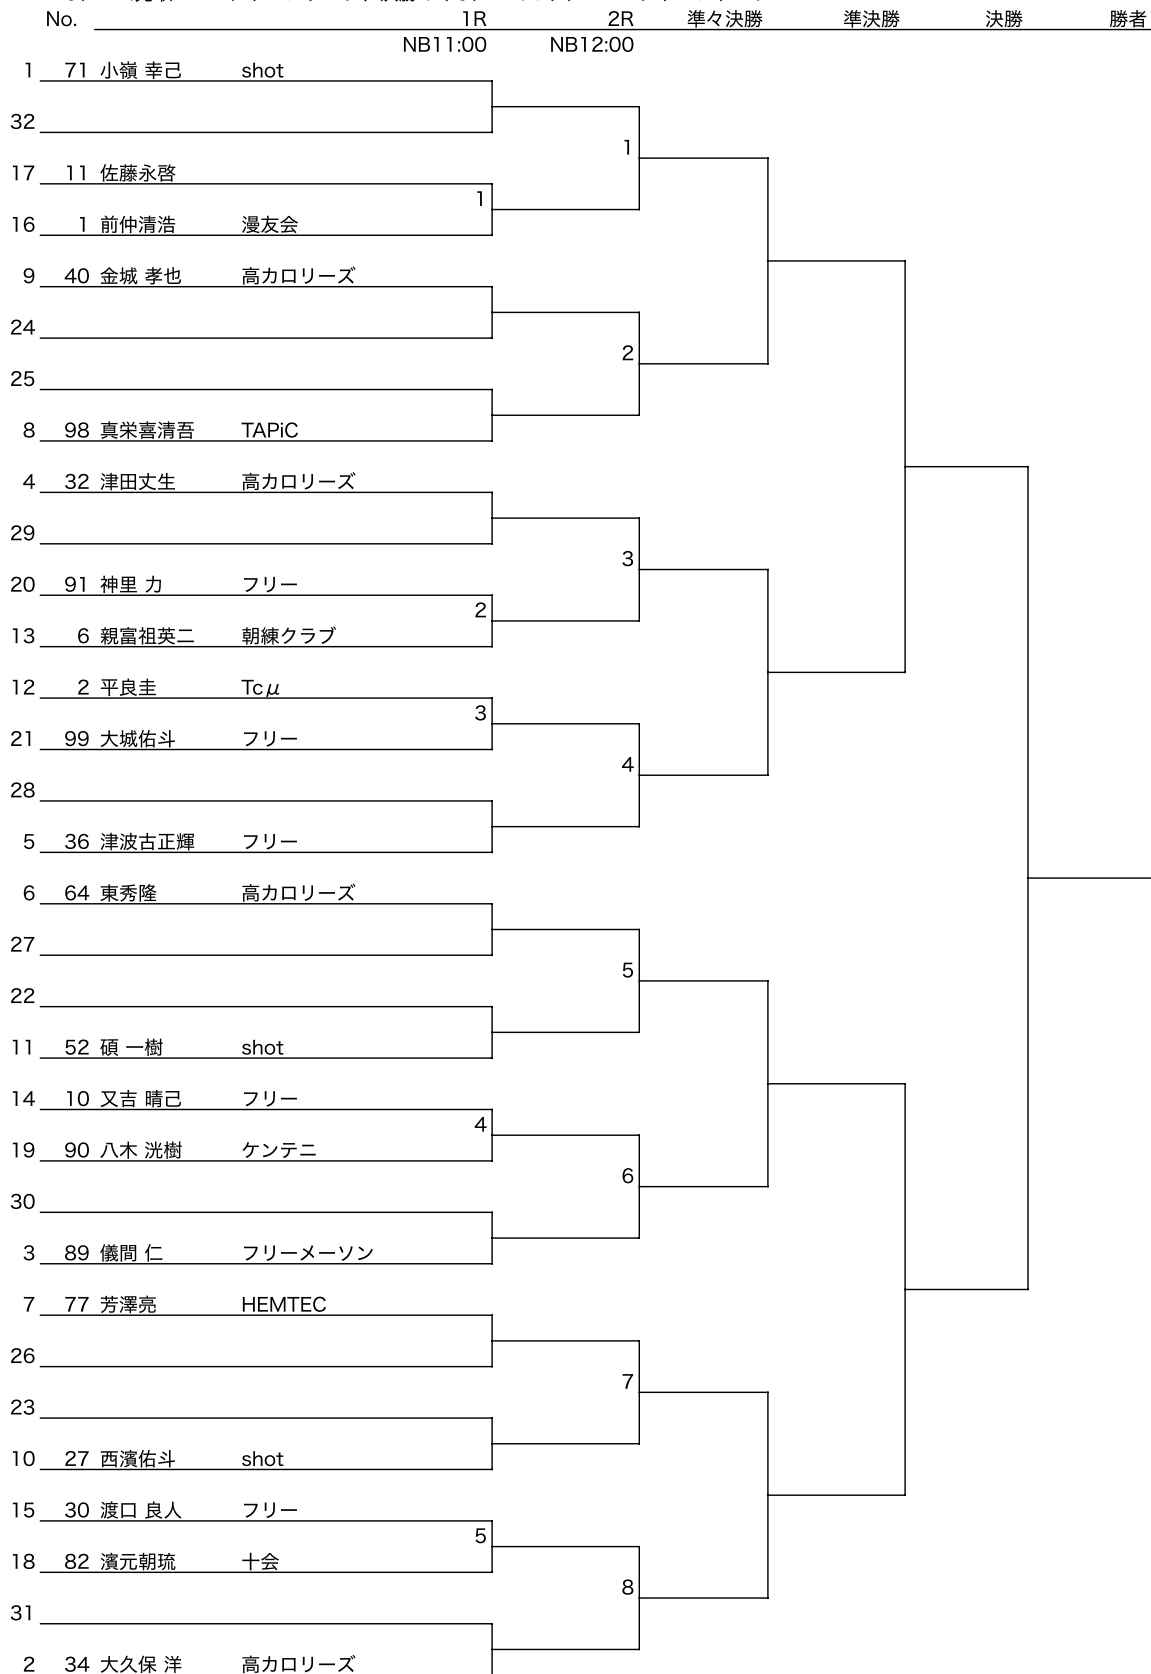 No. 1R 2R 準々決勝 準決勝 決勝 勝者
NB11:00 NB12:00
1 71 小嶺 幸己 shot
32
1
17 11 佐藤永啓
1
16 1 前仲清浩 漫友会
9 40 金城 孝也 高カロリーズ
24
2
25
8 98 真栄喜清吾 TAPiC
4 32 津田丈生 高カロリーズ
29
3
20 91 神里 力 フリー
2
13 6 親富祖英二 朝練クラブ
12 2 平良圭 Tcμ
3
21 99 大城佑斗 フリー
4
28
5 36 津波古正輝 フリー
6 64 東秀隆 高カロリーズ
27
5
22
11 52 碩 一樹 shot
14 10 又吉 晴己 フリー
4
19 90 八木 洸樹 ケンテニ
6
30
3 89 儀間 仁 フリーメーソン
7 77 芳澤亮 HEMTEC
26
7
23
10 27 西濱佑斗 shot
15 30 渡口 良人 フリー
5
18 82 濱元朝琉 十会
8
31
2 34 大久保 洋 高カロリーズ